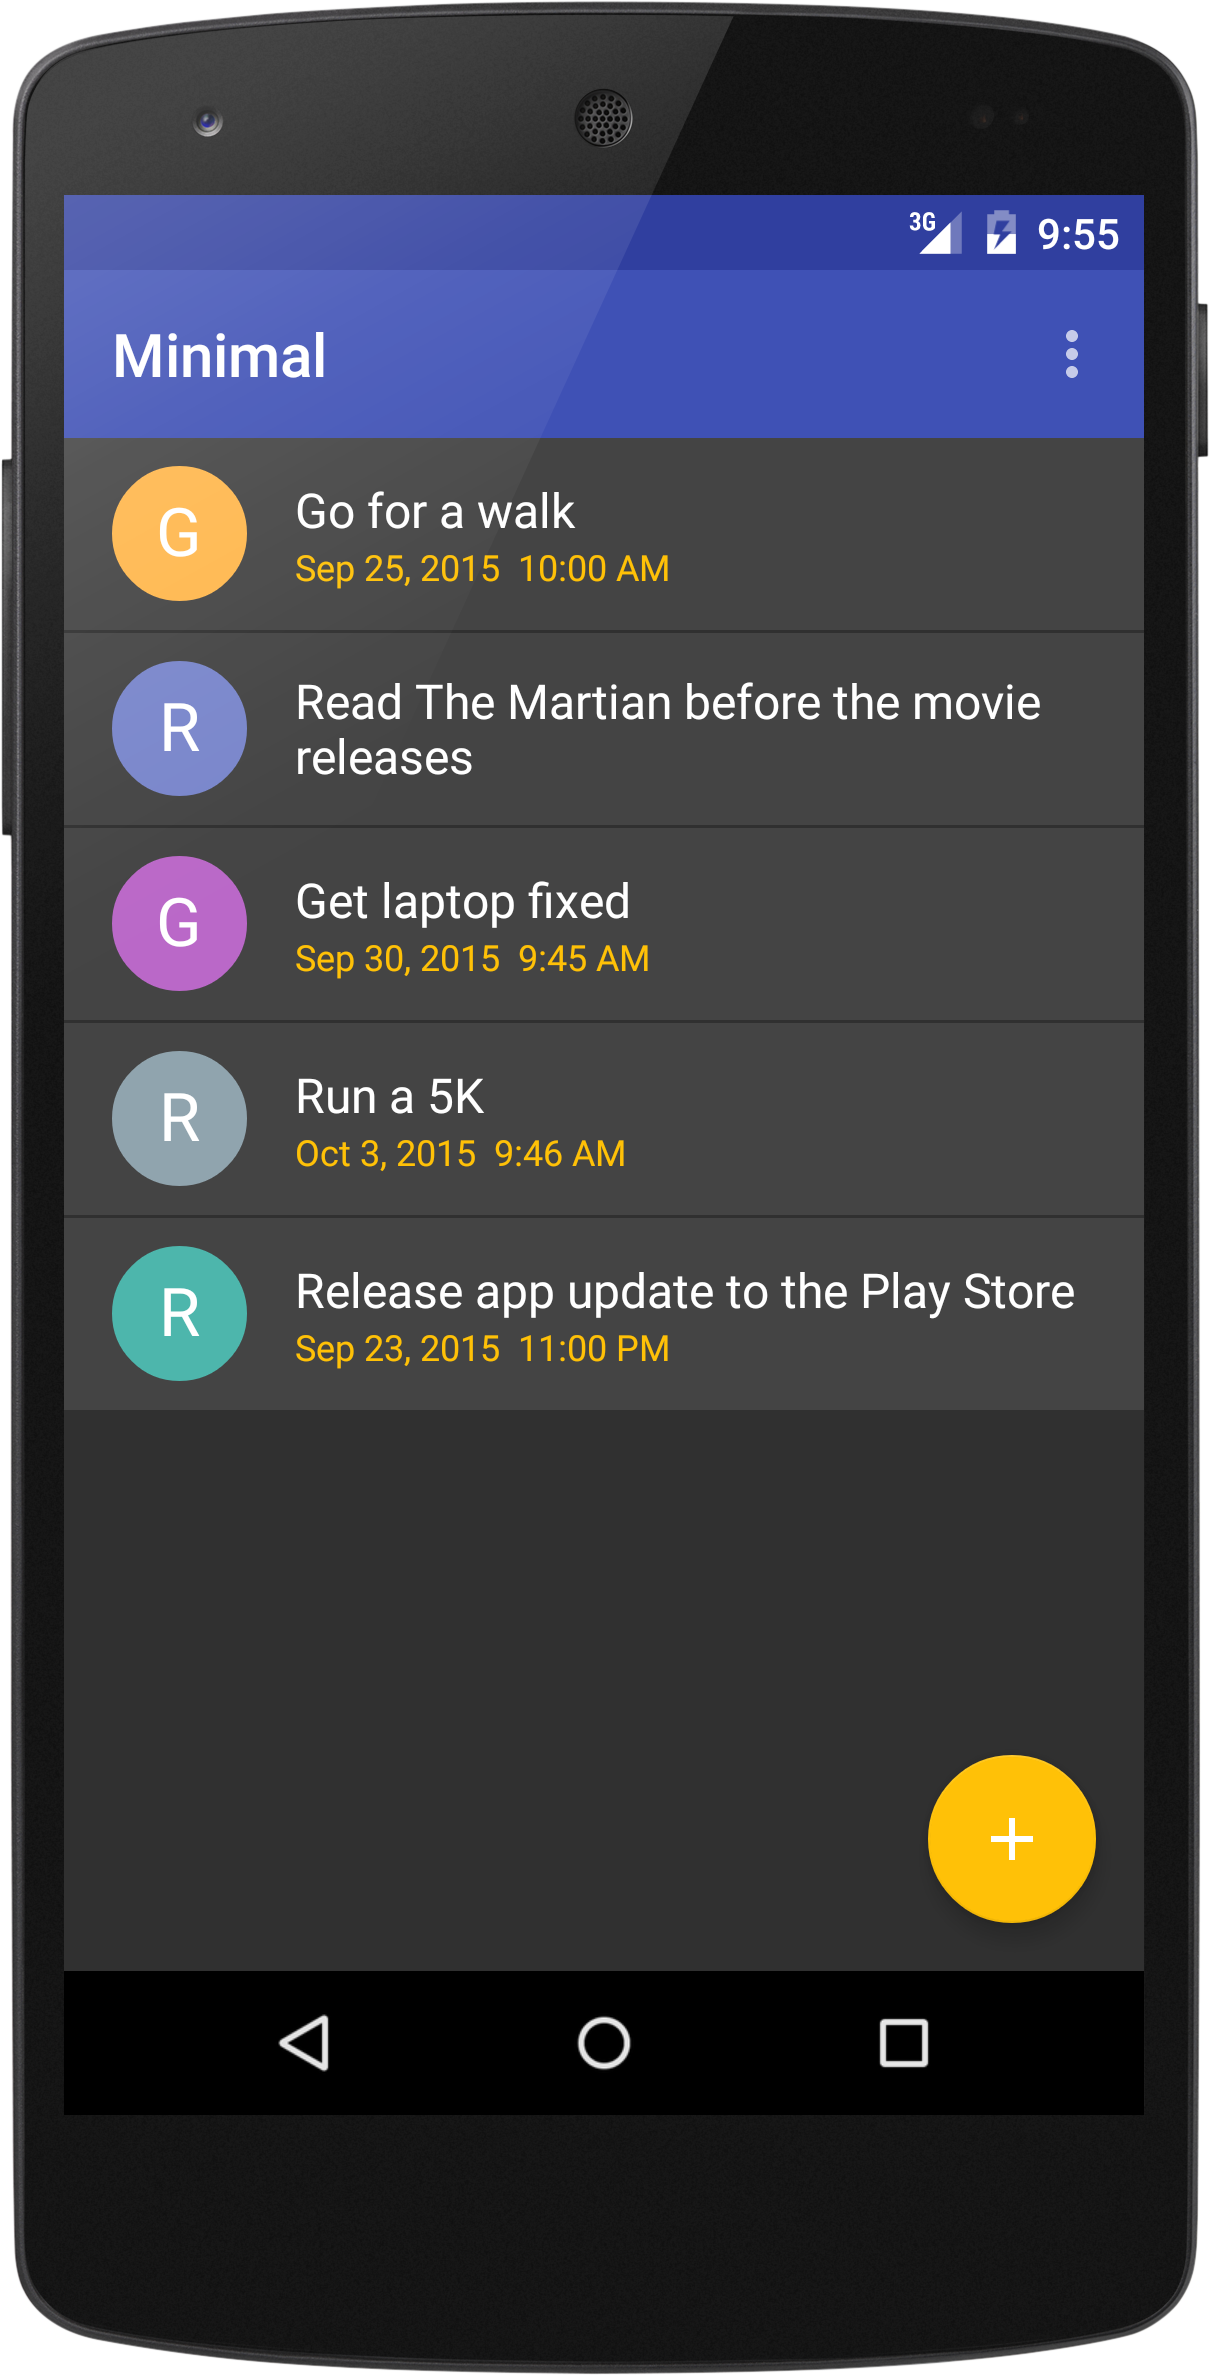 3G 9:55
Minimal
G
Go for a walk
Sep 25, 2015  10:00 AM
R
Read The Martian before the movie
releases
G
Get laptop fixed
Sep 30, 2015  9:45 AM
R
Run a 5K
Oct 3, 2015  9:46 AM
R
Release app update to the Play Store
Sep 23, 2015  11:00 PM